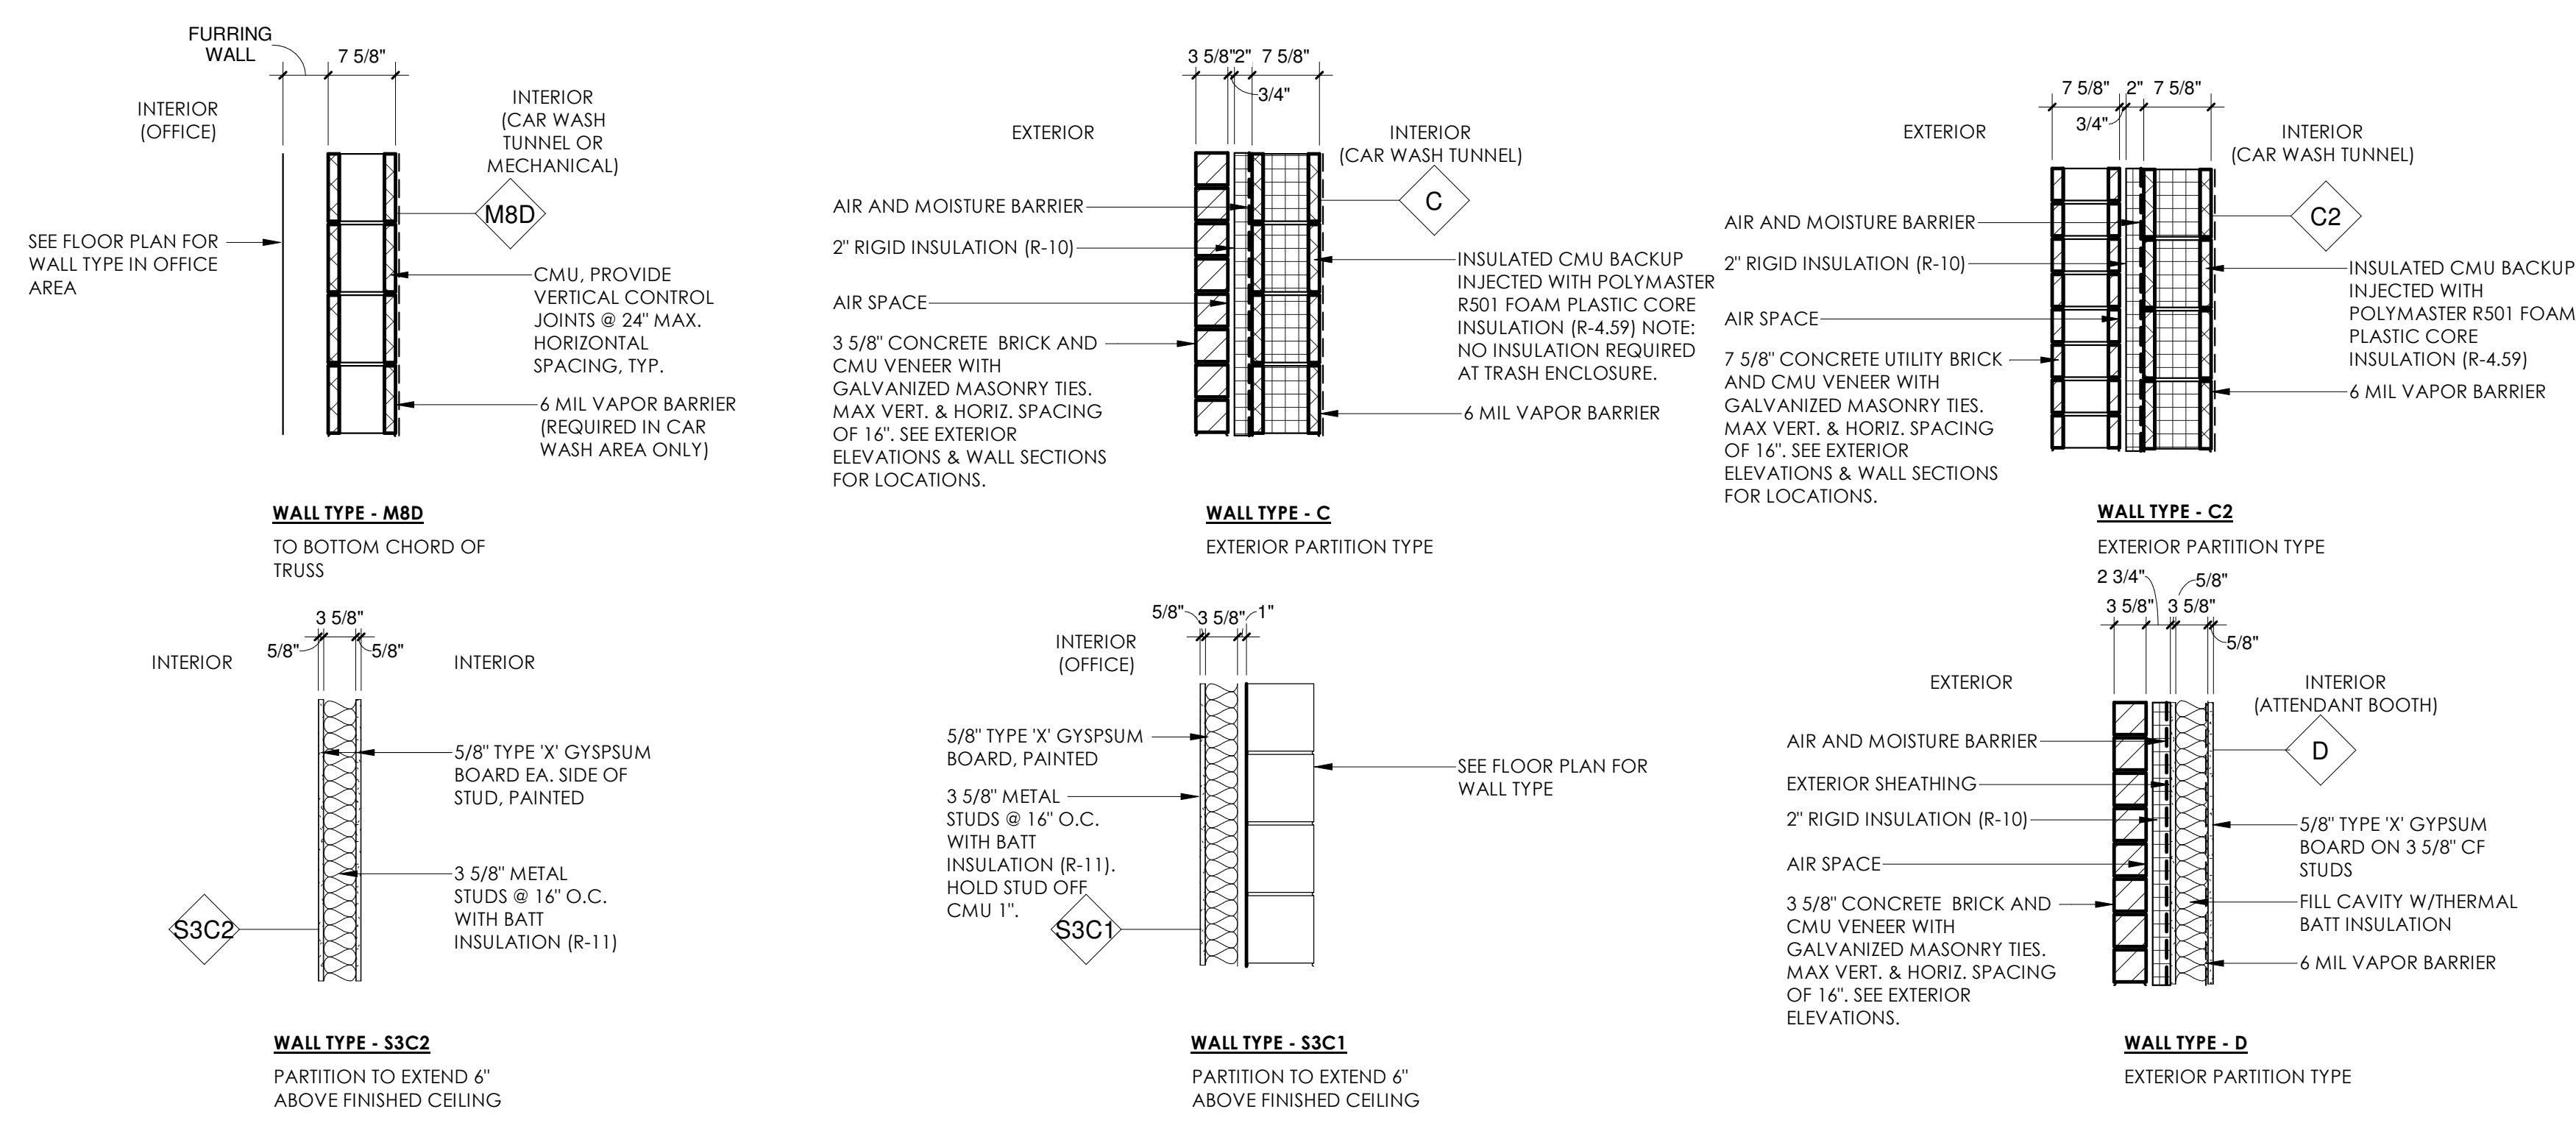 FURRING
WALL
7 5/8"
INTERIOR
(OFFICE)
INTERIOR
(CAR WASH
TUNNEL OR
MECHANICAL)
M8D
SEE FLOOR PLAN FOR
WALL TYPE IN OFFICE
AREA
CMU, PROVIDE
VERTICAL CONTROL
JOINTS @ 24" MAX.
HORIZONTAL
SPACING, TYP.
6 MIL VAPOR BARRIER
(REQUIRED IN CAR
WASH AREA ONLY)
WALL TYPE - M8D
TO BOTTOM CHORD OF
TRUSS
3 5/8" 2" 7 5/8"
3/4"
EXTERIOR
INTERIOR
(CAR WASH TUNNEL)
C
AIR AND MOISTURE BARRIER
2" RIGID INSULATION (R-10)
AIR SPACE
3 5/8" CONCRETE BRICK AND
CMU VENEER WITH
GALVANIZED MASONRY TIES.
MAX VERT. & HORIZ. SPACING
OF 16". SEE EXTERIOR
ELEVATIONS & WALL SECTIONS
FOR LOCATIONS.
INSULATED CMU BACKUP
INJECTED WITH POLYMASTER
R501 FOAM PLASTIC CORE
INSULATION (R-4.59) NOTE:
NO INSULATION REQUIRED
AT TRASH ENCLOSURE.
6 MIL VAPOR BARRIER
WALL TYPE - C
EXTERIOR PARTITION TYPE
7 5/8" 2" 7 5/8"
3/4"
EXTERIOR
INTERIOR
(CAR WASH TUNNEL)
C2
AIR AND MOISTURE BARRIER
2" RIGID INSULATION (R-10)
AIR SPACE
7 5/8" CONCRETE UTILITY BRICK
AND CMU VENEER WITH
GALVANIZED MASONRY TIES.
MAX VERT. & HORIZ. SPACING
OF 16". SEE EXTERIOR
ELEVATIONS & WALL SECTIONS
FOR LOCATIONS.
INSULATED CMU BACKUP
INJECTED WITH
POLYMASTER R501 FOAM
PLASTIC CORE
INSULATION (R-4.59)
6 MIL VAPOR BARRIER
WALL TYPE - C2
EXTERIOR PARTITION TYPE
3 5/8"
5/8" 5/8"
INTERIOR
INTERIOR
5/8" TYPE 'X' GYSPSUM
BOARD EA. SIDE OF
STUD, PAINTED
3 5/8" METAL
STUDS @ 16" O.C.
WITH BATT
INSULATION (R-11)
S3C2
WALL TYPE - S3C2
PARTITION TO EXTEND 6"
ABOVE FINISHED CEILING
5/8" 3 5/8" 1"
INTERIOR
(OFFICE)
5/8" TYPE 'X' GYSPSUM
BOARD, PAINTED
3 5/8" METAL
STUDS @ 16" O.C.
WITH BATT
INSULATION (R-11).
HOLD STUD OFF
CMU 1".
S3C1
SEE FLOOR PLAN FOR
WALL TYPE
WALL TYPE - S3C1
PARTITION TO EXTEND 6"
ABOVE FINISHED CEILING
2 3/4" 5/8"
3 5/8" 3 5/8"
5/8"
EXTERIOR
INTERIOR
(ATTENDANT BOOTH)
D
AIR AND MOISTURE BARRIER
EXTERIOR SHEATHING
2" RIGID INSULATION (R-10)
AIR SPACE
3 5/8" CONCRETE BRICK AND
CMU VENEER WITH
GALVANIZED MASONRY TIES.
MAX VERT. & HORIZ. SPACING
OF 16". SEE EXTERIOR
ELEVATIONS.
5/8" TYPE 'X' GYPSUM
BOARD ON 3 5/8" CF
STUDS
FILL CAVITY W/THERMAL
BATT INSULATION
6 MIL VAPOR BARRIER
WALL TYPE - D
EXTERIOR PARTITION TYPE